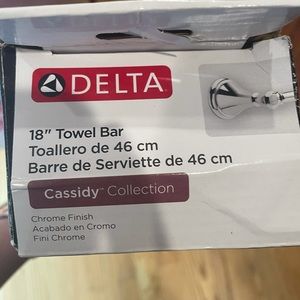 DELTA
18" Towel Bar
Toallero de 46 cm
Barre de Serviette de 46 cm
Cassidy™ Collection
Chrome Finish
Acabado en Cromo
Fini Chrome